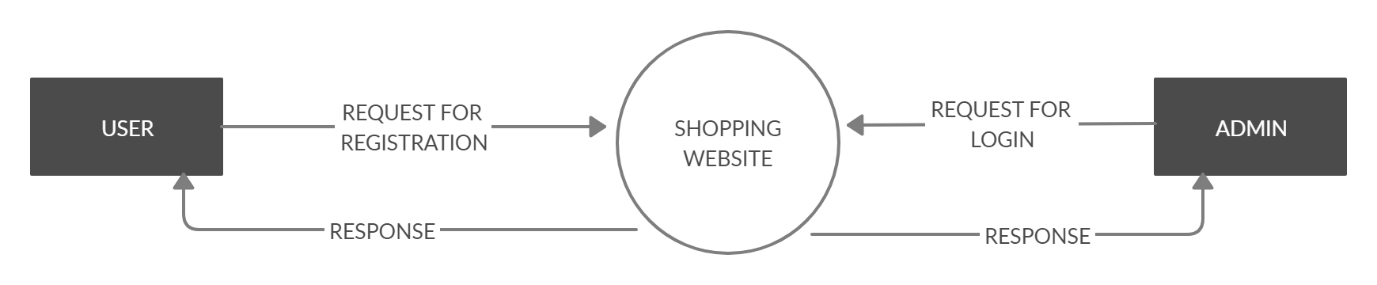 USER
REQUEST FOR
REGISTRATION
SHOPPING
WEBSITE
REQUEST FOR
LOGIN
ADMIN
RESPONSE
RESPONSE